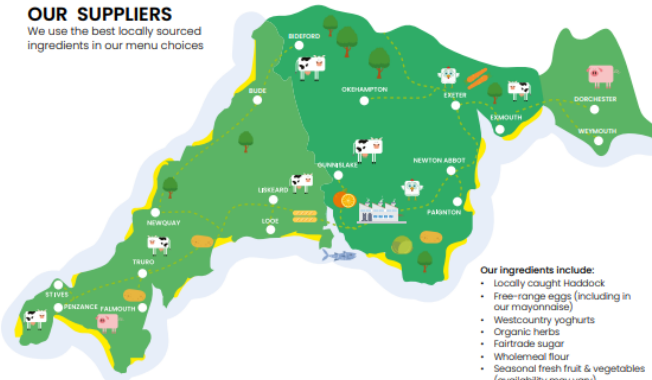 OUR SUPPLIERS
We use the best locally sourced
ingredients in our menu choices
BIDEFORD
BUDE
OKEHAMPTON
EXETER
DORCHESTER
EXMOUTH
WEYMOUTH
GUNNISLAKE
NEWTON ABBOT
LISKEARD
PAIGNTON
LOOE
NEWQUAY
TRURO
ST IVES
PENZANCE
FALMOUTH
Our ingredients include:
• Locally caught Haddock
• Free-range eggs (including in
our mayonnaise)
• Westcountry yoghurts
• Organic herbs
• Fairtrade sugar
• Wholemeal flour
• Seasonal fresh fruit & vegetables
(availability may vary)